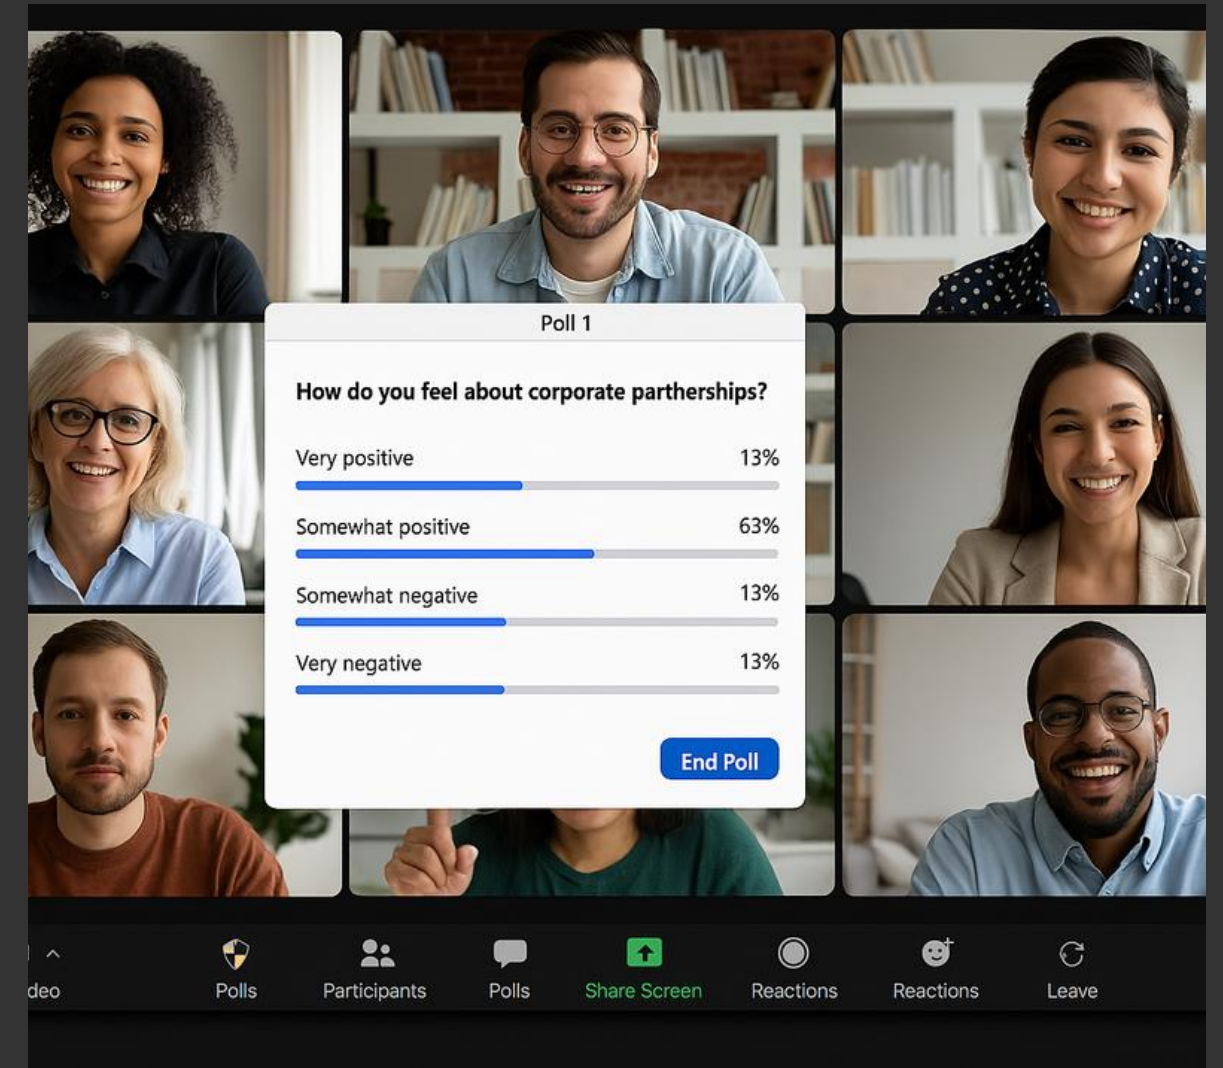 Poll 1
How do you feel about corporate partherships?
Very positive 13%
Somewhat positive 63%
Somewhat negative 13%
Very negative 13%
End Poll
deo Polls Participants Polls Share Screen Reactions Reactions Leave